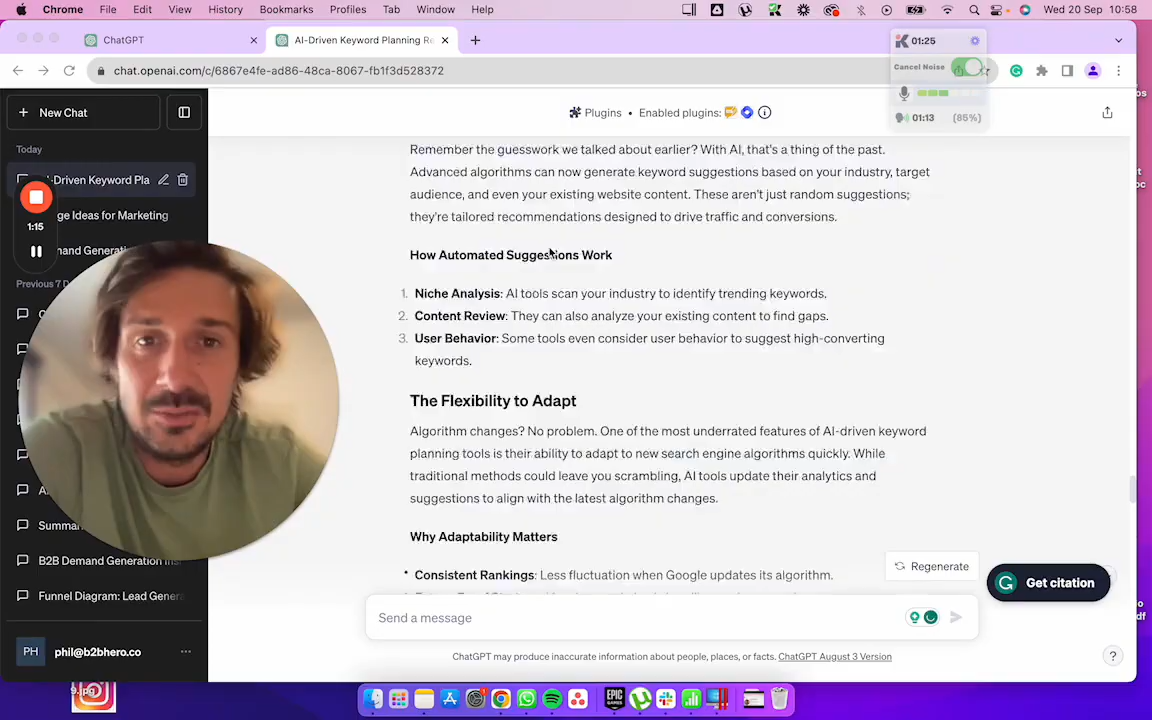 Chrome File Edit View History Bookmarks Profiles Tab Window Help Wed 20 Sep 10:58
ChatGPT
AI-Driven Keyword Planning Re
01:25
chat.openai.com/c/6867e4fe-ad86-48ca-8067-fb1f3d528372
Cancel Noise
01:13 (85%)
New Chat
Plugins • Enabled plugins:
Today
-Driven Keyword Pla
ge Ideas for Marketing
mand Generati
1:15
Previous 7 D
Summar
B2B Demand Generation
Funnel Diagram: Lead Genera
PH phil@b2bhero.co
Remember the guesswork we talked about earlier? With AI, that's a thing of the past.
Advanced algorithms can now generate keyword suggestions based on your industry, target
audience, and even your existing website content. These aren't just random suggestions;
they're tailored recommendations designed to drive traffic and conversions.
How Automated Suggestions Work
1. Niche Analysis: AI tools scan your industry to identify trending keywords.
2. Content Review: They can also analyze your existing content to find gaps.
3. User Behavior: Some tools even consider user behavior to suggest high-converting
keywords.
The Flexibility to Adapt
Algorithm changes? No problem. One of the most underrated features of AI-driven keyword
planning tools is their ability to adapt to new search engine algorithms quickly. While
traditional methods could leave you scrambling, AI tools update their analytics and
suggestions to align with the latest algorithm changes.
Why Adaptability Matters
• Consistent Rankings: Less fluctuation when Google updates its algorithm.
Regenerate
Get citation
Send a message
ChatGPT may produce inaccurate information about people, places, or facts. ChatGPT August 3 Version
?
9.jpg
EPIC GAMES